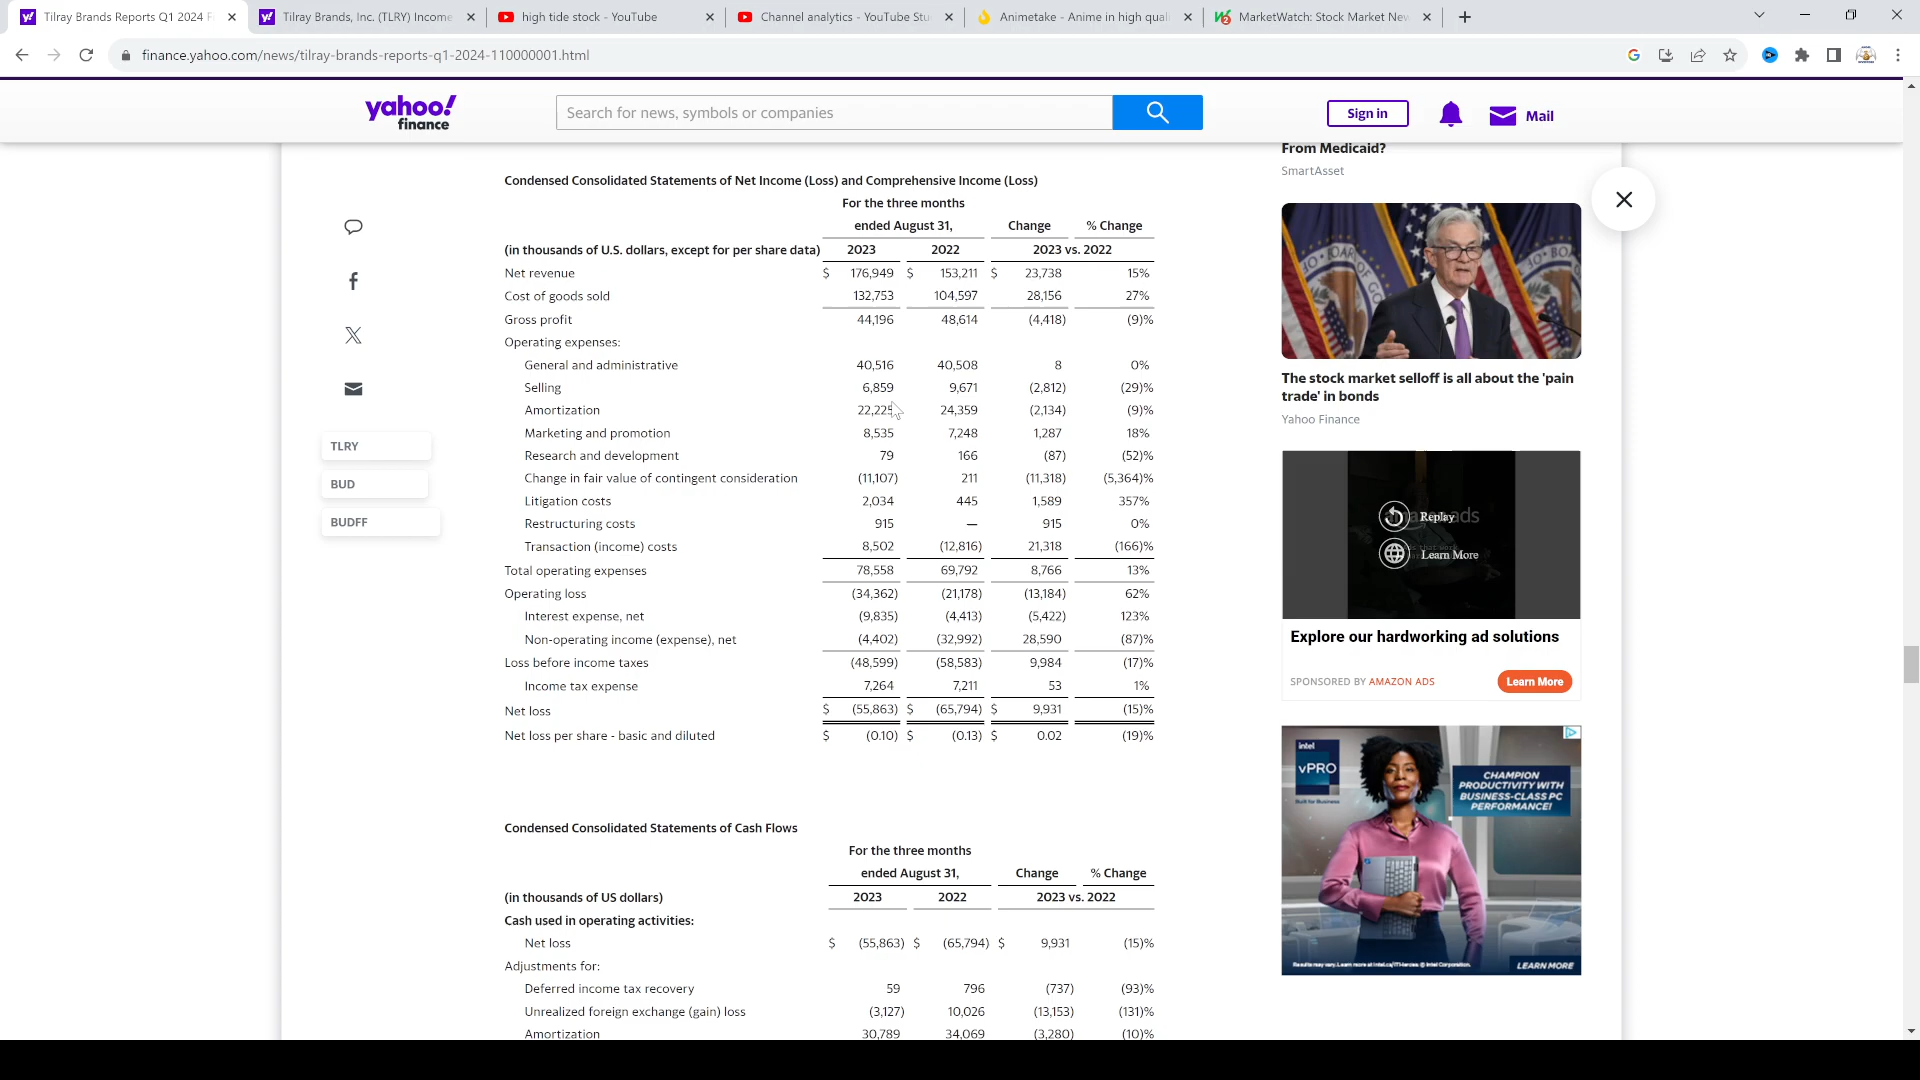 Tilray Brands Reports Q1 2024 F
Tilray Brands, Inc. (TLRY) Income
high tide stock - YouTube
Channel analytics - YouTube Stu
Animetake - Anime in high quali
MarketWatch: Stock Market New
finance.yahoo.com/news/tilray-brands-reports-q1-2024-110000001.html
yahoo!
finance
Search for news, symbols or companies
Sign in
Mail
From Medicaid?
SmartAsset
Condensed Consolidated Statements of Net Income (Loss) and Comprehensive Income (Loss)
For the three months
ended August 31, Change % Change
(in thousands of U.S. dollars, except for per share data) 2023 2022 2023 vs. 2022
Net revenue $ 176,949 $ 153,211 $ 23,738 15%
Cost of goods sold 132,753 104,597 28,156 27%
Gross profit 44,196 48,614 (4,418) (9)%
Operating expenses:
General and administrative 40,516 40,508 8 0%
Selling 6,859 9,671 (2,812) (29)%
Amortization 22,225 24,359 (2,134) (9)%
Marketing and promotion 8,535 7,248 1,287 18%
Research and development 79 166 (87) (52)%
Change in fair value of contingent consideration (11,107) 211 (11,318) (5,364)%
Litigation costs 2,034 445 1,589 357%
Restructuring costs 915 — 915 0%
Transaction (income) costs 8,502 (12,816) 21,318 (166)%
Total operating expenses 78,558 69,792 8,766 13%
Operating loss (34,362) (21,178) (13,184) 62%
Interest expense, net (9,835) (4,413) (5,422) 123%
Non-operating income (expense), net (4,402) (32,992) 28,590 (87)%
Loss before income taxes (48,599) (58,583) 9,984 (17)%
Income tax expense 7,264 7,211 53 1%
Net loss $ (55,863) $ (65,794) $ 9,931 (15)%
Net loss per share - basic and diluted $ (0.10) $ (0.13) $ 0.02 (19)%
Condensed Consolidated Statements of Cash Flows
For the three months
ended August 31, Change % Change
(in thousands of US dollars) 2023 2022 2023 vs. 2022
Cash used in operating activities:
Net loss $ (55,863) $ (65,794) $ 9,931 (15)%
Adjustments for:
Deferred income tax recovery 59 796 (737) (93)%
Unrealized foreign exchange (gain) loss (3,127) 10,026 (13,153) (131)%
Amortization 30,789 34,069 (3,280) (10)%
TLRY
BUD
BUDFF
The stock market selloff is all about the 'pain
trade' in bonds
Yahoo Finance
Replay
Learn More
Explore our hardworking ad solutions
SPONSORED BY AMAZON ADS
Learn More
intel
vPRO
Built for Business
CHAMPION
PRODUCTIVITY WITH
BUSINESS-CLASS PC
PERFORMANCE!
LEARN MORE